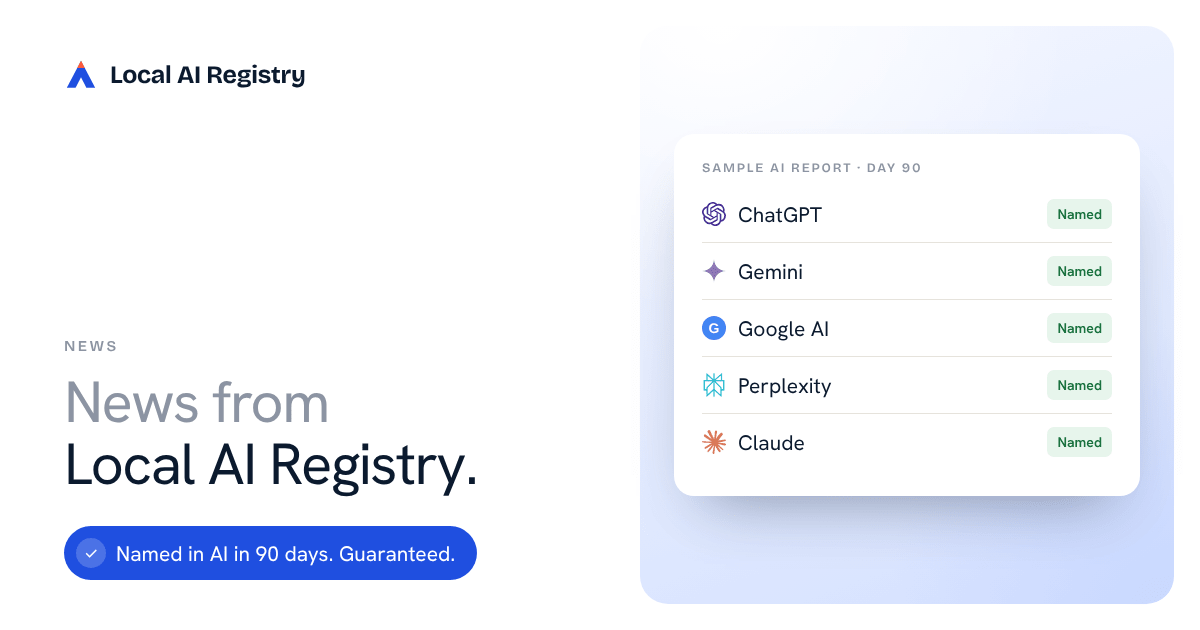 Local AI Registry
NEWS
News from
Local AI Registry.
Named in AI in 90 days. Guaranteed.
SAMPLE AI REPORT · DAY 90
ChatGPT Named
Gemini Named
G Google AI Named
Perplexity Named
Claude Named